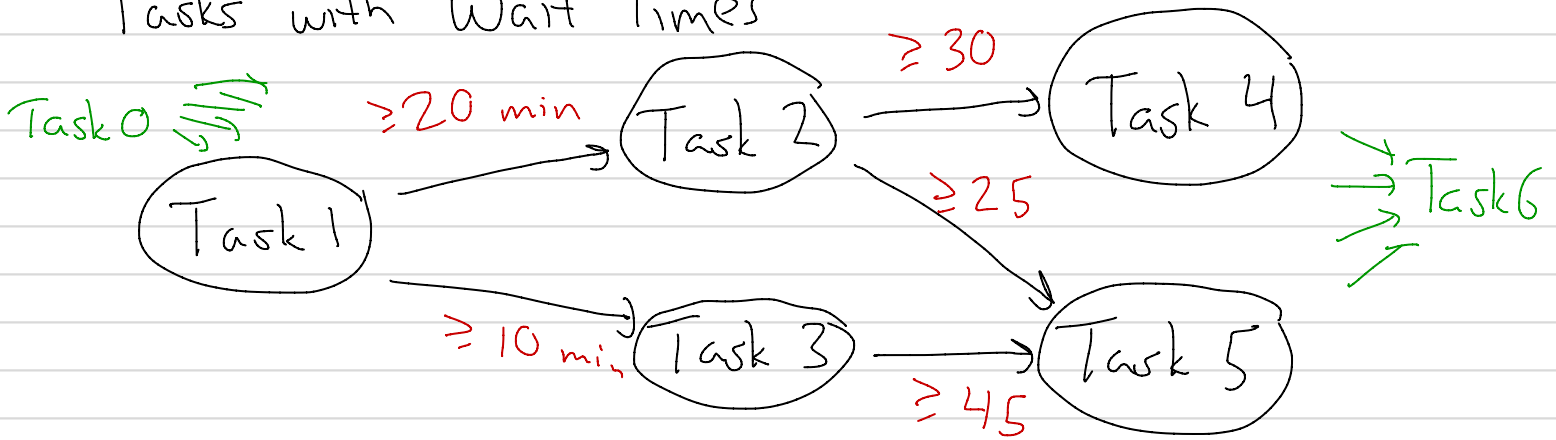 Tasks with Wait Times
≥ 30
Task 0
≥20 min
Task 2
Task 4
≥25
Task 6
Task 1
≥ 10 min
Task 3
Task 5
≥ 45